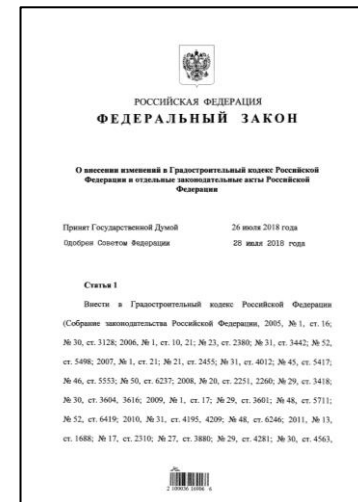 РОССИЙСКАЯ ФЕДЕРАЦИЯ
ФЕДЕРАЛЬНЫЙ ЗАКОН
О внесении изменений в Градостроительный кодекс Российской
Федерации и отдельные законодательные акты Российской
Федерации
Принят Государственной Думой 26 июля 2018 года
Одобрен Советом Федерации 28 июля 2018 года
Статья 1
Внести в Градостроительный кодекс Российской Федерации
(Собрание законодательства Российской Федерации, 2005, № 1, ст. 16;
№ 30, ст. 3128; 2006, № 1, ст. 10, 21; № 23, ст. 2380; № 31, ст. 3442; № 52,
ст. 5498; 2007, № 1, ст. 21; № 21, ст. 2455; № 31, ст. 4012; № 45, ст. 5417;
№ 46, ст. 5553; № 50, ст. 6237; 2008, № 20, ст. 2251, 2260; № 29, ст. 3418;
№ 30, ст. 3604, 3616; 2009, № 1, ст. 17; № 29, ст. 3601; № 48, ст. 5711;
№ 52, ст. 6419; 2010, № 31, ст. 4195, 4209; № 48, ст. 6246; 2011, № 13,
ст. 1688; № 17, ст. 2310; № 27, ст. 3880; № 29, ст. 4281; № 30, ст. 4563,